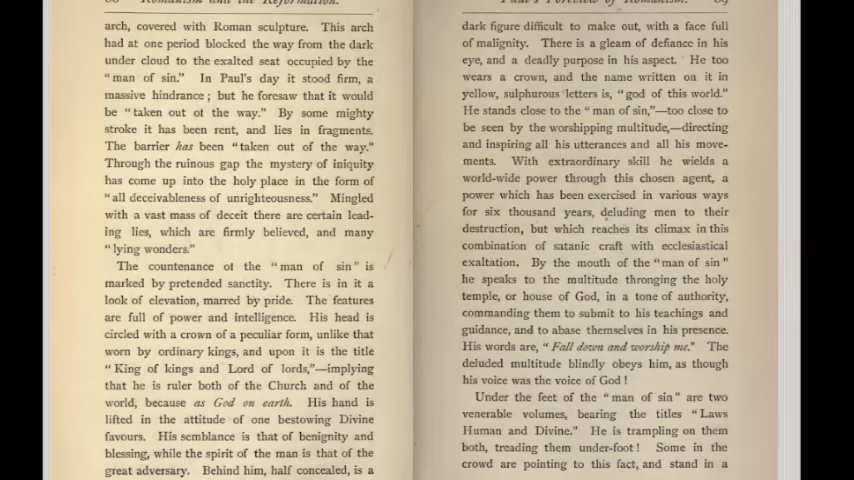 Romanism and the Reformation.
arch, covered with Roman sculpture. This arch
had at one period blocked the way from the dark
under cloud to the exalted seat occupied by the
"man of sin." In Paul's day it stood firm, a
massive hindrance; but he foresaw that it would
be "taken out ot the way." By some mighty
stroke it has been rent, and lies in fragments.
The barrier has been "taken out of the way."
Through the ruinous gap the mystery of iniquity
has come up into the holy place in the form of
"all deceivableness of unrighteousness." Mingled
with a vast mass of deceit there are certain lead-
ing lies, which are firmly believed, and many
"lying wonders."
The countenance ot the "man of sin" is
marked by pretended sanctity. There is in it a
look of elevation, marred by pride. The features
are full of power and intelligence. His head is
circled with a crown of a peculiar form, unlike that
worn by ordinary kings, and upon it is the title
"King of kings and Lord of lords,"—implying
that he is ruler both of the Church and of the
world, because as God on earth. His hand is
lifted in the attitude of one bestowing Divine
favours. His semblance is that of benignity and
blessing, while the spirit of the man is that of the
great adversary. Behind him, half concealed, is a
Paul's Foreview of Romanism. 89
dark figure difficult to make out, with a face full
of malignity. There is a gleam of defiance in his
eye, and a deadly purpose in his aspect. He too
wears a crown, and the name written on it in
yellow, sulphurous letters is, "god of this world."
He stands close to the "man of sin,"—too close to
be seen by the worshipping multitude,—directing
and inspiring all his utterances and all his move-
ments. With extraordinary skill he wields a
world-wide power through this chosen agent, a
power which has been exercised in various ways
for six thousand years, deluding men to their
destruction, but which reaches its climax in this
combination of satanic craft with ecclesiastical
exaltation. By the mouth of the "man of sin"
he speaks to the multitude thronging the holy
temple, or house of God, in a tone of authority,
commanding them to submit to his teachings and
guidance, and to abase themselves in his presence.
His words are, "Fall down and worship me." The
deluded multitude blindly obeys him, as though
his voice was the voice of God!
Under the feet of the "man of sin" are two
venerable volumes, bearing the titles "Laws
Human and Divine." He is trampling on them
both, treading them under-foot! Some in the
crowd are pointing to this fact, and stand in a